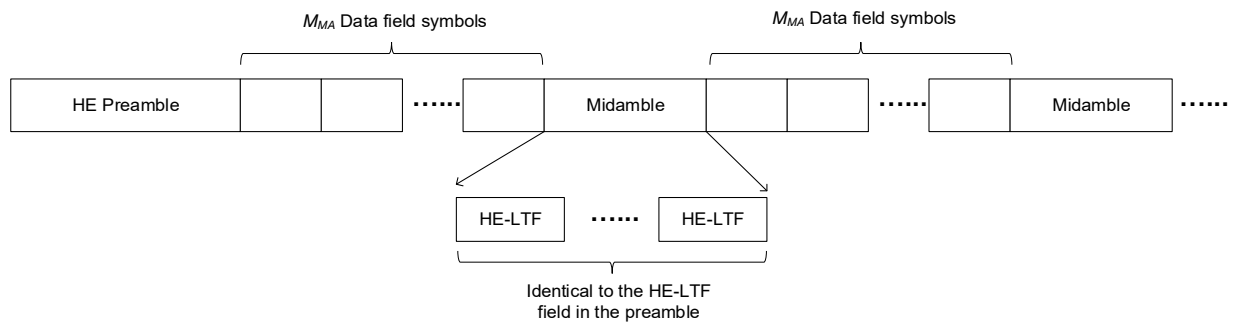 M_MA Data field symbols
M_MA Data field symbols
HE Preamble
......
Midamble
......
Midamble
......
HE-LTF
......
HE-LTF
Identical to the HE-LTF
field in the preamble